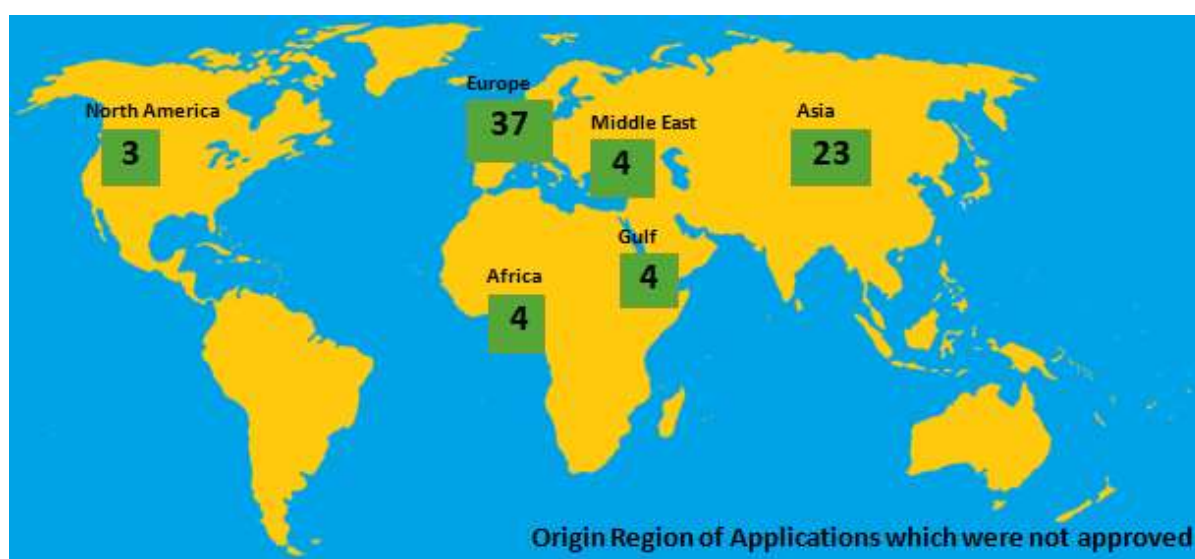 Europe
37
North America
3
Middle East
4
Asia
23
Gulf
4
Africa
4
Origin Region of Applications which were not approved